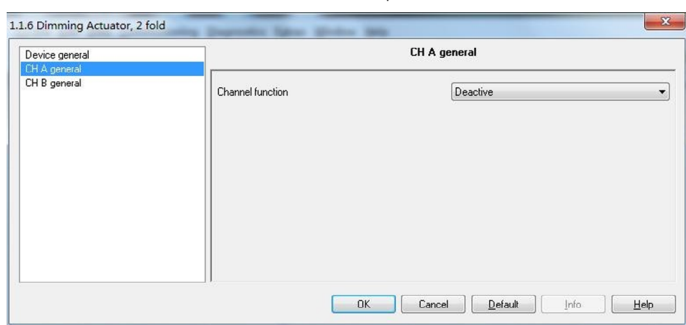 1.1.6 Dimming Actuator, 2 fold
Device general
CH A general
CH B general
CH A general
Channel function
Deactive
OK
Cancel
Default
Info
Help